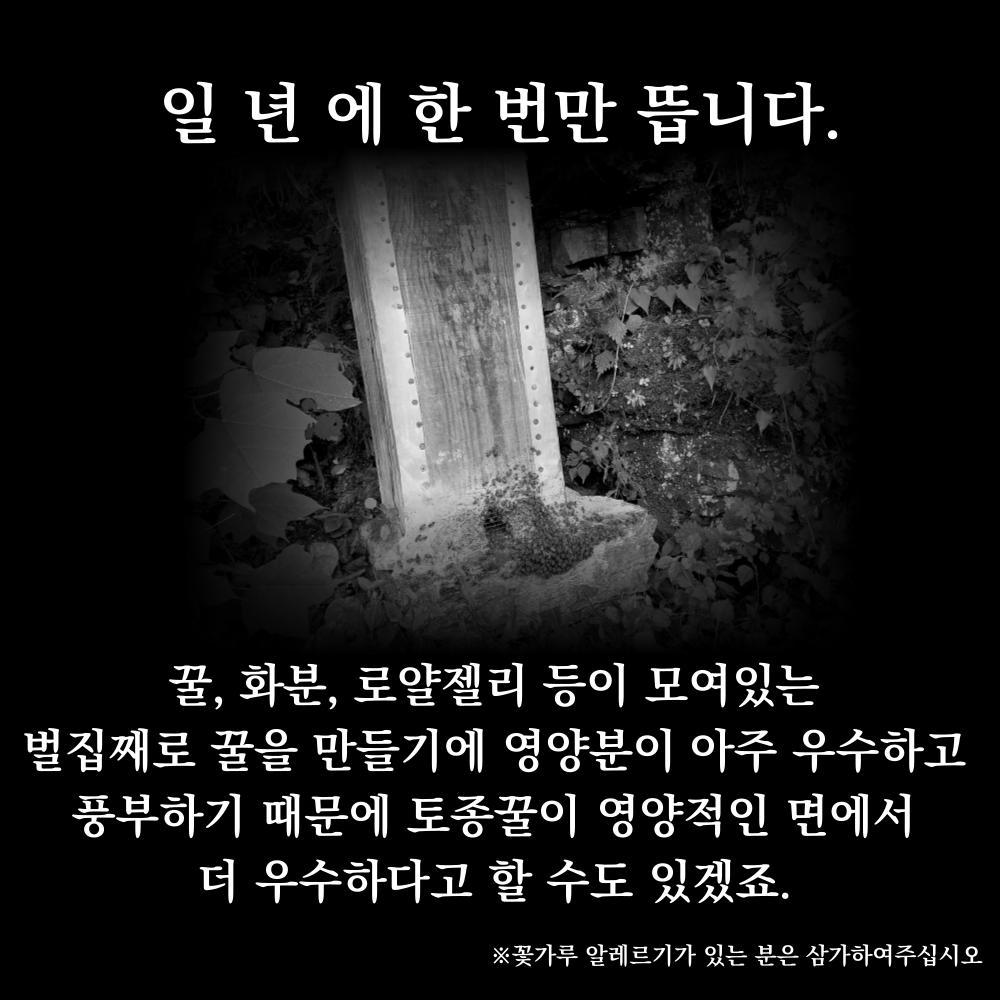 일 년 에 한 번만 뜹니다.
꿀, 화분, 로얄젤리 등이 모여있는
벌집째로 꿀을 만들기에 영양분이 아주 우수하고
풍부하기 때문에 토종꿀이 영양적인 면에서
더 우수하다고 할 수도 있겠죠.
※꽃가루 알레르기가 있는 분은 삼가하여주십시오